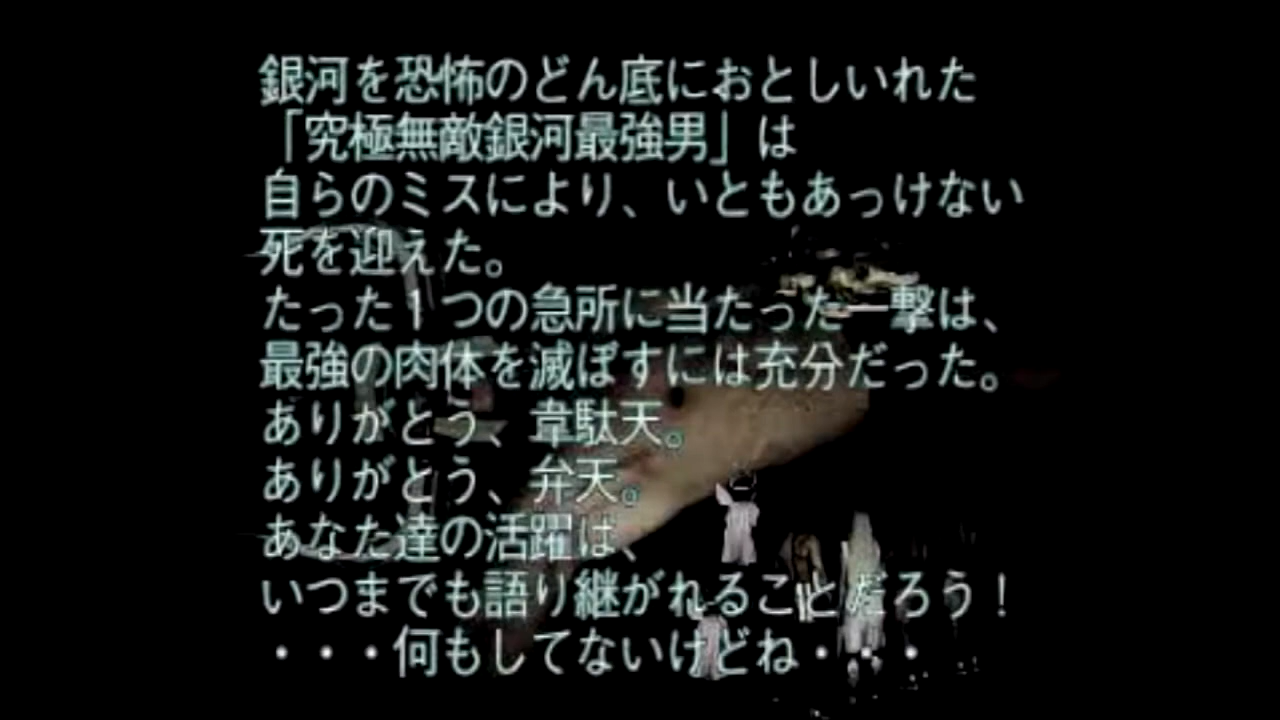 銀河を恐怖のどん底におとしいれた
「究極無敵銀河最強男」は
自らのミスにより、いともあっけない
死を迎えた。
たった１つの急所に当たった一撃は、
最強の肉体を滅ぼすには充分だった。
ありがとう、韋駄天。
ありがとう、弁天。
あなた達の活躍は、
いつまでも語り継がれることだろう！
・・・何もしてないけどね・・・